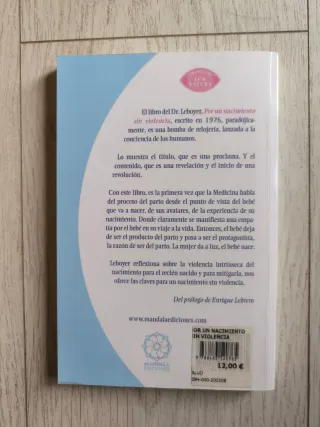 El libro del Dr. Leboyer, Por un nacimiento
sin violencia, escrito en 1976, paradójica-
mente, es una bomba de relojería, lanzada a la
conciencia de los humanos.
Lo muestra el título, que es una proclama. Y el
contenido, que es una revelación y el inicio de una
revolución.
Con este libro, es la primera vez que la Medicina habla
del proceso del parto desde el punto de vista del bebé
que va a nacer, de sus avatares, de la experiencia de su
nacimiento. Donde claramente se manifiesta una empa-
tía por el bebé en su viaje a la vida. Entonces, el bebé deja
de ser el producto del parto y pasa a ser el protagonista,
la razón de ser del parto. La mujer da a luz, el bebé nace.
Leboyer reflexiona sobre la violencia intrínseca del
nacimiento para el recién nacido y para mitigarla, nos
ofrece las claves para un nacimiento sin violencia.
Del prólogo de Enrique Lebrero
www.mandalaediciones.com
MANDALA
EDICIONES
OR UN NACIMIENTO
IN VIOLENCIA
12,00 €